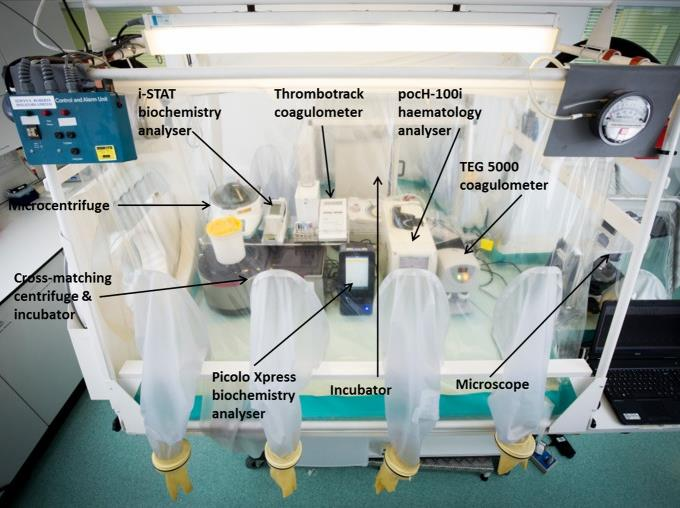 i-STAT
biochemistry
analyser
Thrombotrack
coagulometer
pocH-100i
haematology
analyser
Control and Alarm Unit
TEG 5000
coagulometer
Microcentrifuge
Cross-matching
centrifuge &
incubator
Picolo Xpress
biochemistry
analyser
Incubator
Microscope